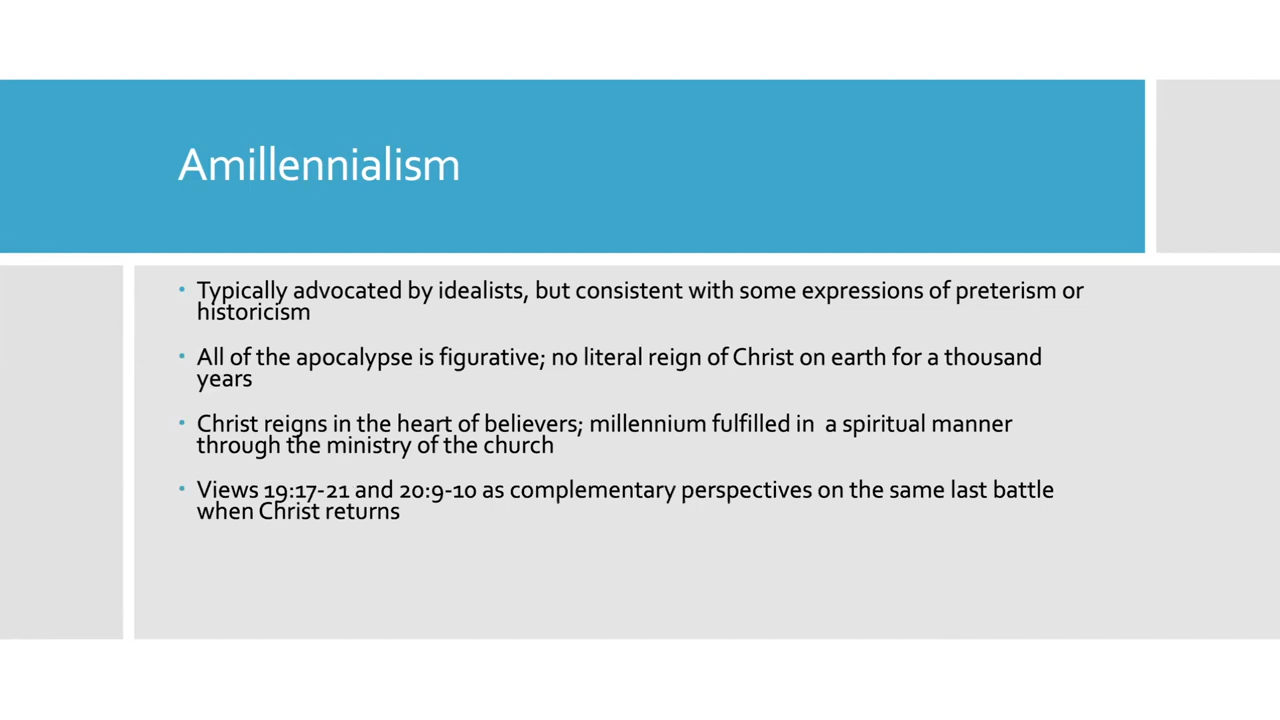 Amillennialism
• Typically advocated by idealists, but consistent with some expressions of preterism or
historicism
• All of the apocalypse is figurative; no literal reign of Christ on earth for a thousand
years
• Christ reigns in the heart of believers; millennium fulfilled in  a spiritual manner
through the ministry of the church
• Views 19:17-21 and 20:9-10 as complementary perspectives on the same last battle
when Christ returns